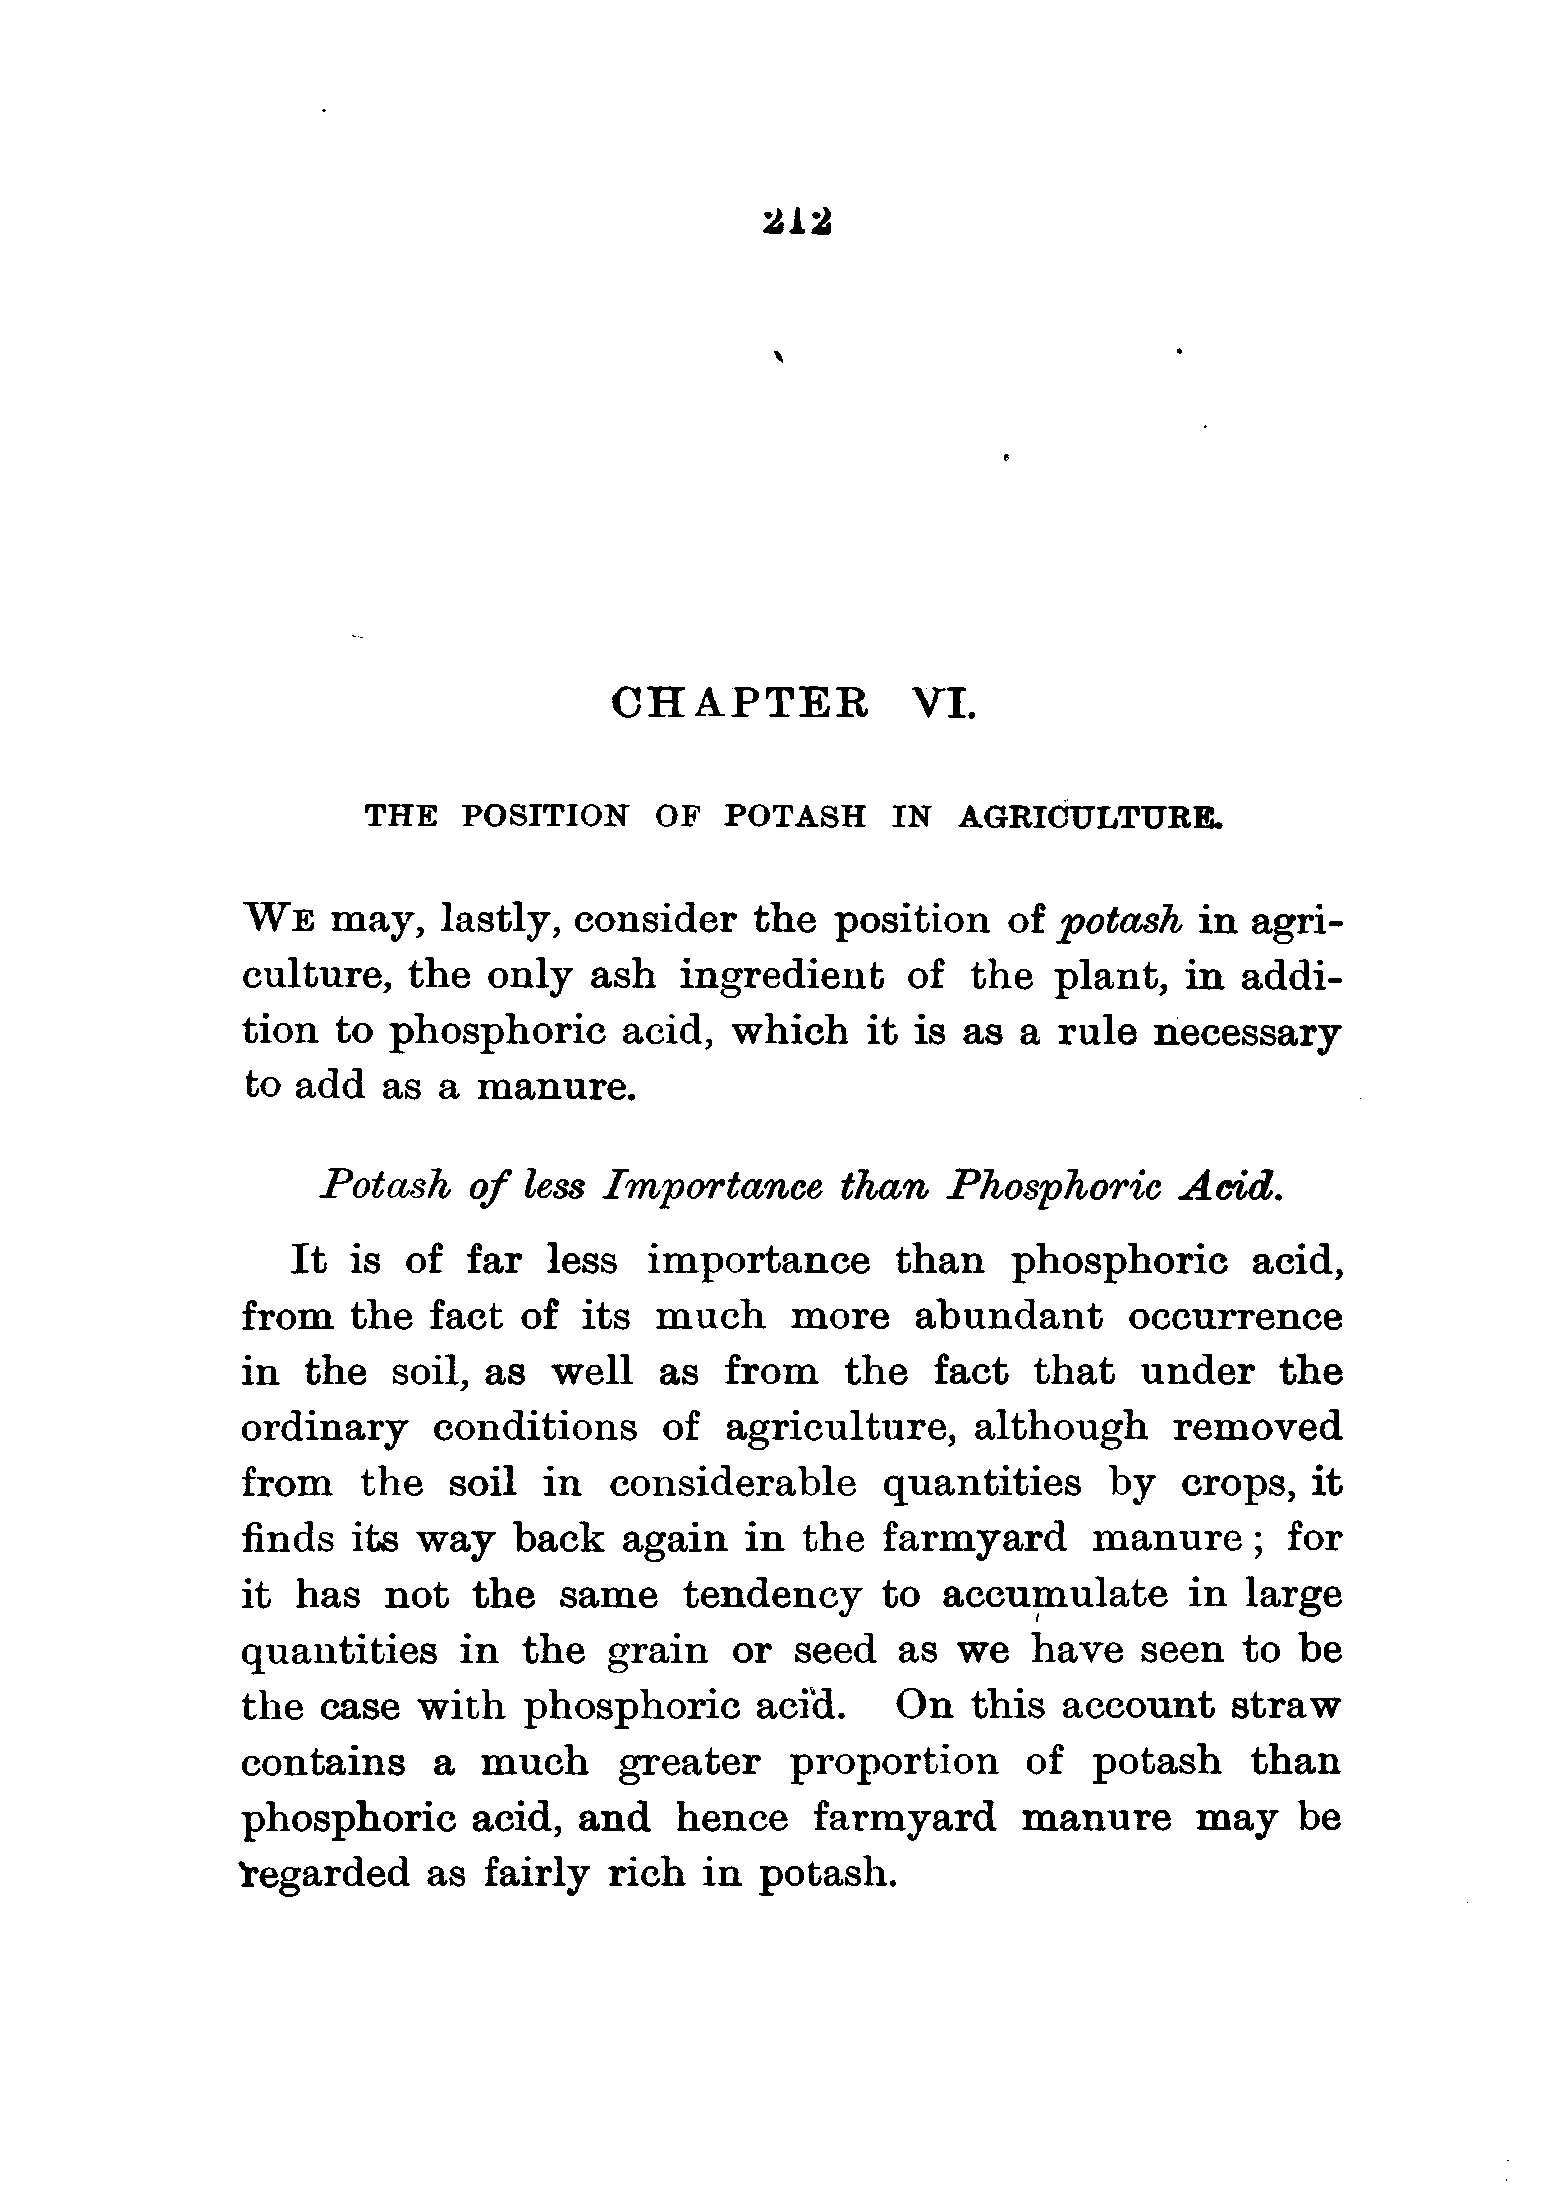 212
CHAPTER VI.
THE POSITION OF POTASH IN AGRICULTURE.
WE may, lastly, consider the position of potash in agri-
culture, the only ash ingredient of the plant, in addi-
tion to phosphoric acid, which it is as a rule necessary
to add as a manure.
Potash of less Importance than Phosphoric Acid.
It is of far less importance than phosphoric acid,
from the fact of its much more abundant occurrence
in the soil, as well as from the fact that under the
ordinary conditions of agriculture, although removed
from the soil in considerable quantities by crops, it
finds its way back again in the farmyard manure; for
it has not the same tendency to accumulate in large
quantities in the grain or seed as we have seen to be
the case with phosphoric acid. On this account straw
contains a much greater proportion of potash than
phosphoric acid, and hence farmyard manure may be
regarded as fairly rich in potash.